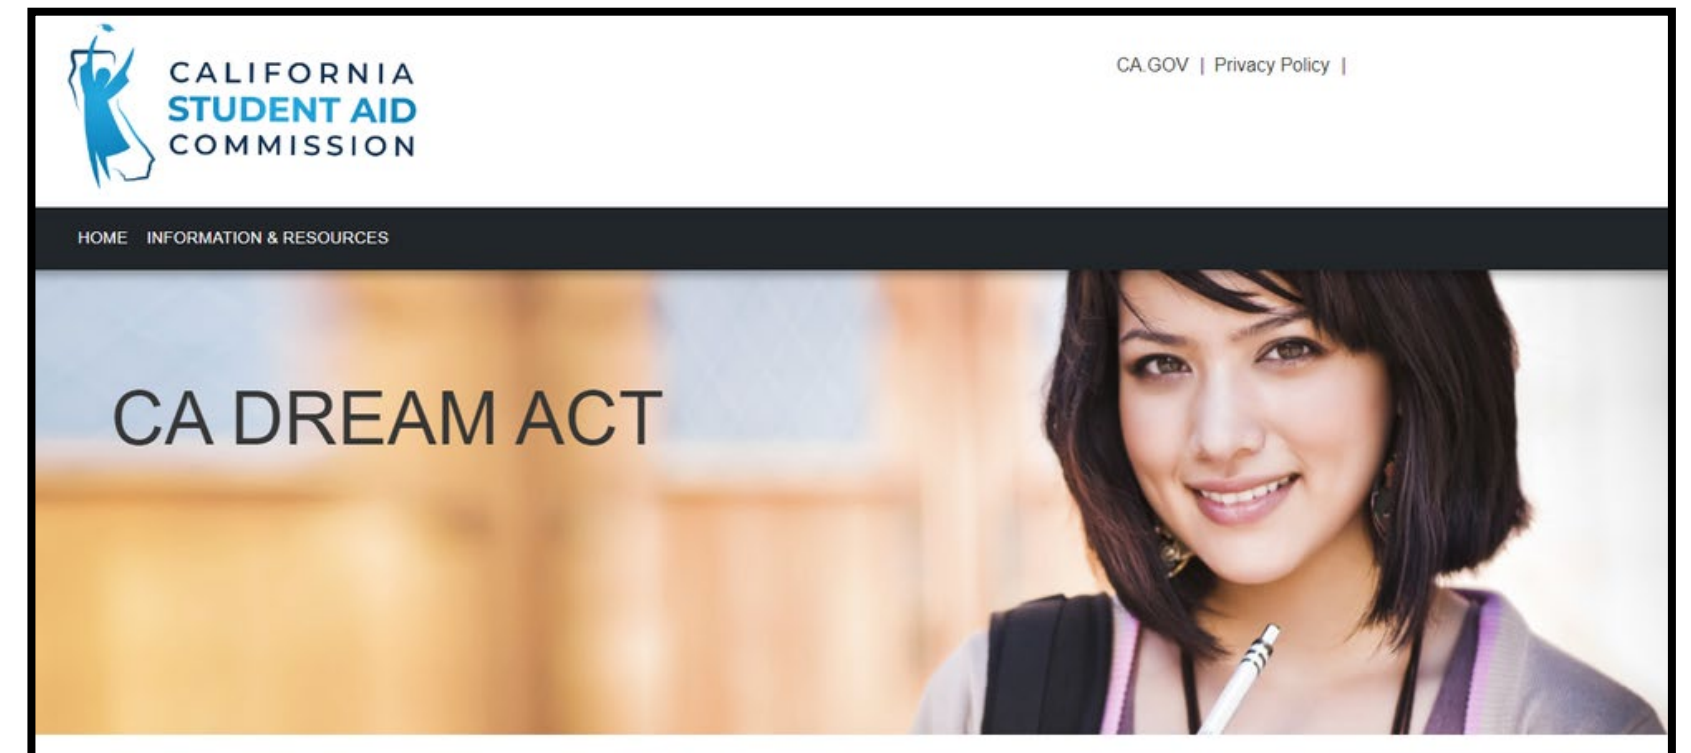 CALIFORNIA
STUDENT AID
COMMISSION
CA.GOV | Privacy Policy |
HOME INFORMATION & RESOURCES
CA DREAM ACT